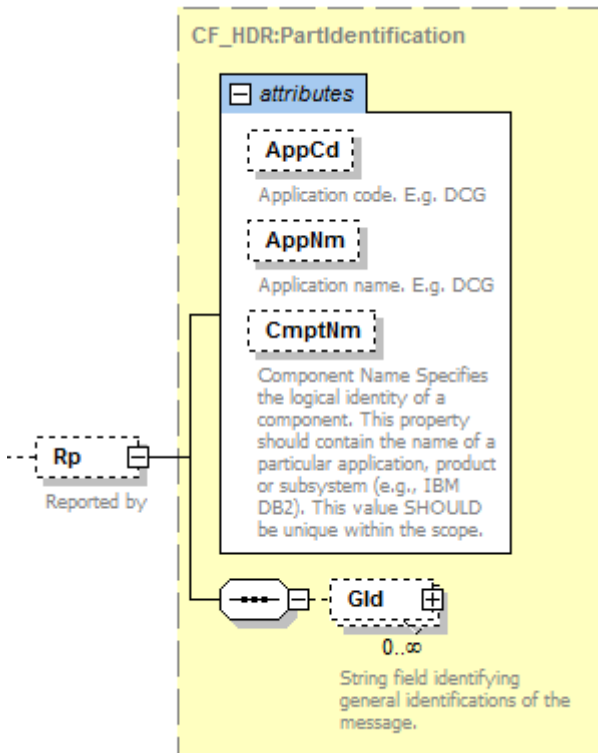 CF_HDR:PartIdentification
attributes
AppCd
Application code. E.g. DCG
AppNm
Application name. E.g. DCG
CmptNm
Component Name Specifies
the logical identity of a
component. This property
should contain the name of a
particular application, product
or subsystem (e.g., IBM
DB2). This value SHOULD
be unique within the scope.
Rp
Reported by
GId
0..∞
String field identifying
general identifications of the
message.